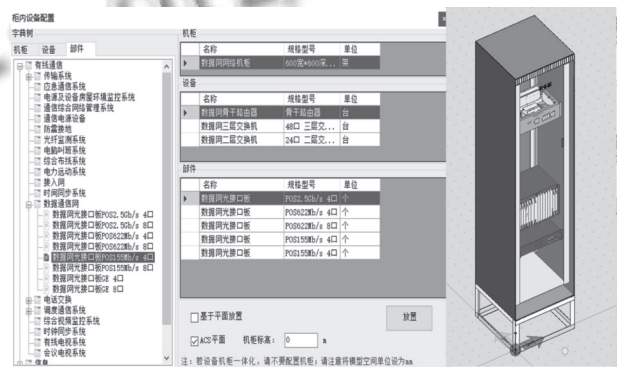 柜内设备配置
字典树
机柜 设备 部件
有线通信
传输系统
应急通信系统
电源及设备房屋环境监控系统
通信综合网络管理系统
通信电源设备
防雷接地
光纤监测系统
电脑叫班系统
综合布线系统
电力远动系统
接入网
时间同步系统
数据通信网
数据网光接口板POS2.5Gb/s 4口
数据网光接口板POS2.5Gb/s 8口
数据网光接口板POS622Mb/s 4口
数据网光接口板POS622Mb/s 8口
数据网光接口板POS155Mb/s 4口
数据网光接口板POS155Mb/s 8口
数据网光接口板GE 4口
数据网光接口板GE 8口
电话交换
调度通信系统
综合视频监控系统
时钟同步系统
有线电视系统
会议电视系统
信息
机柜
名称 规格型号 单位
数据网网络机柜 600宽*600深... 架
设备
名称 规格型号 单位
数据网骨干路由器 骨干路由器 台
数据网三层交换机 48口 三层交... 台
数据网二层交换机 24口 二层交... 台
部件
名称 规格型号 单位
数据网光接口板 POS2.5Gb/s 4口 个
数据网光接口板 POS622Mb/s 4口 个
数据网光接口板 POS622Mb/s 8口 个
数据网光接口板 POS155Mb/s 4口 个
数据网光接口板 POS155Mb/s 8口 个
基于平面放置 放置
ACS平面 机柜标高: 0 m
注:若设备机柜一体化,请不要配置机柜;请注意将模型空间单位设为mm